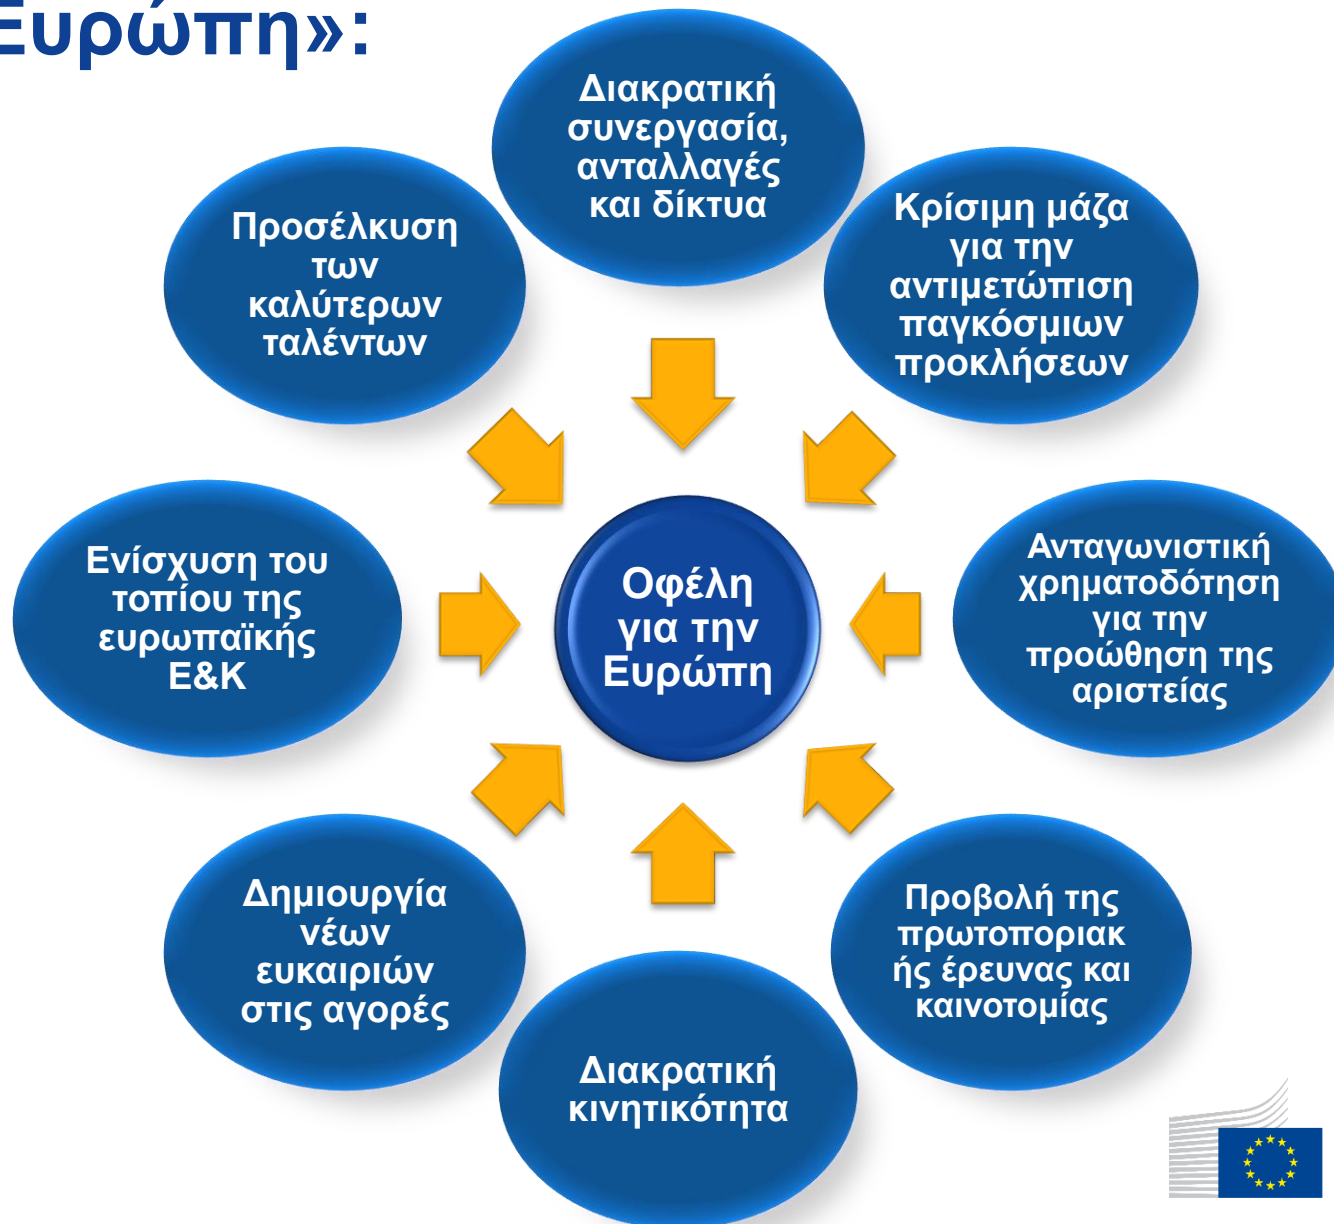 Ευρώπη»:
Διακρατική
συνεργασία,
ανταλλαγές
και δίκτυα
Κρίσιμη μάζα
για την
αντιμετώπιση
παγκόσμιων
προκλήσεων
Ανταγωνιστική
χρηματοδότηση
για την
προώθηση της
αριστείας
Προβολή της
πρωτοποριακ
ής έρευνας και
καινοτομίας
Διακρατική
κινητικότητα
Δημιουργία
νέων
ευκαιριών
στις αγορές
Ενίσχυση του
τοπίου της
ευρωπαϊκής
Ε&Κ
Προσέλκυση
των
καλύτερων
ταλέντων
Οφέλη
για την
Ευρώπη